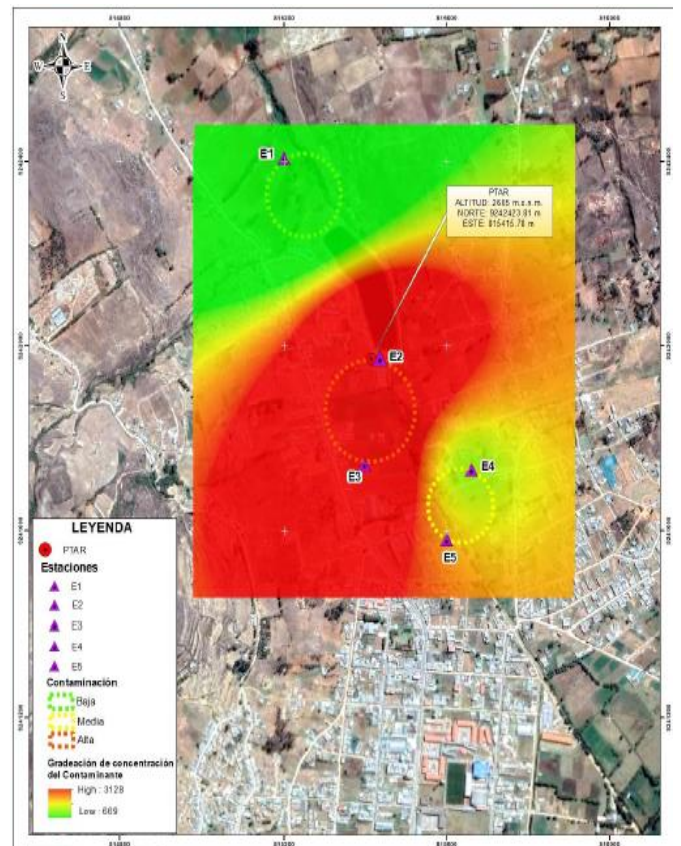 N
W E
S
E1
PTAR
ALTITUD: 2685 m.s.n.m.
NORTE: 9242423.81 m
ESTE: 815415.78 m
E2
E3
E4
E5
LEYENDA
PTAR
Estaciones
E1
E2
E3
E4
E5
Contaminación
Baja
Media
Alta
Gradeación de concentración
del Contaminante
High : 3128
Low : 669